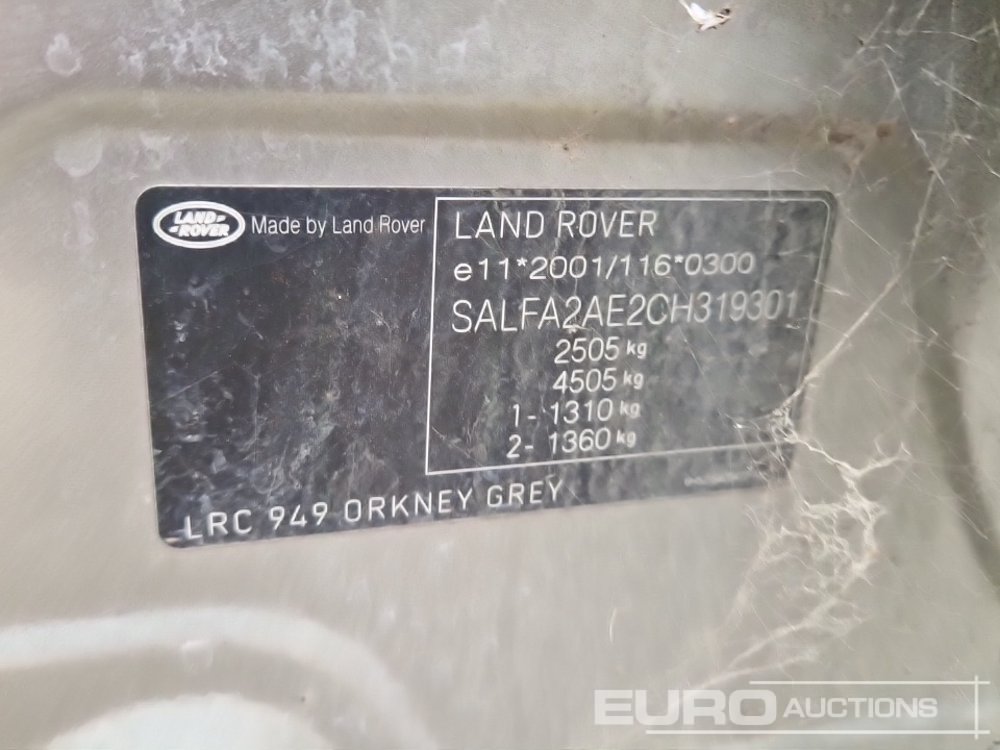 LAND-
-ROVER
Made by Land Rover
LAND ROVER
e11*2001/116*0300
SALFA2AE2CH319301
2505 kg
4505 kg
1- 1310 kg
2- 1360 kg
LRC 949 ORKNEY GREY
EURO AUCTIONS